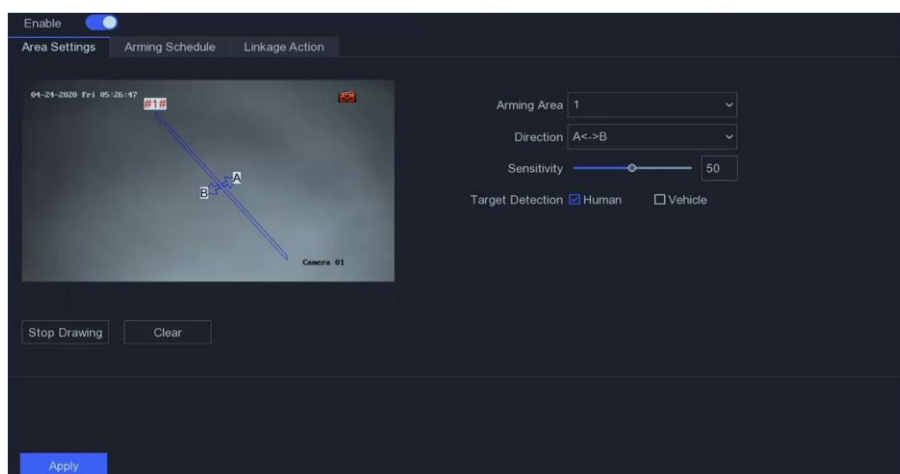 Enable
Area Settings Arming Schedule Linkage Action
04-24-2020 Fri 05:26:47
#1#
A
B
Camera 01
Arming Area 1
Direction A<->B
Sensitivity 50
Target Detection Human Vehicle
Stop Drawing Clear
Apply